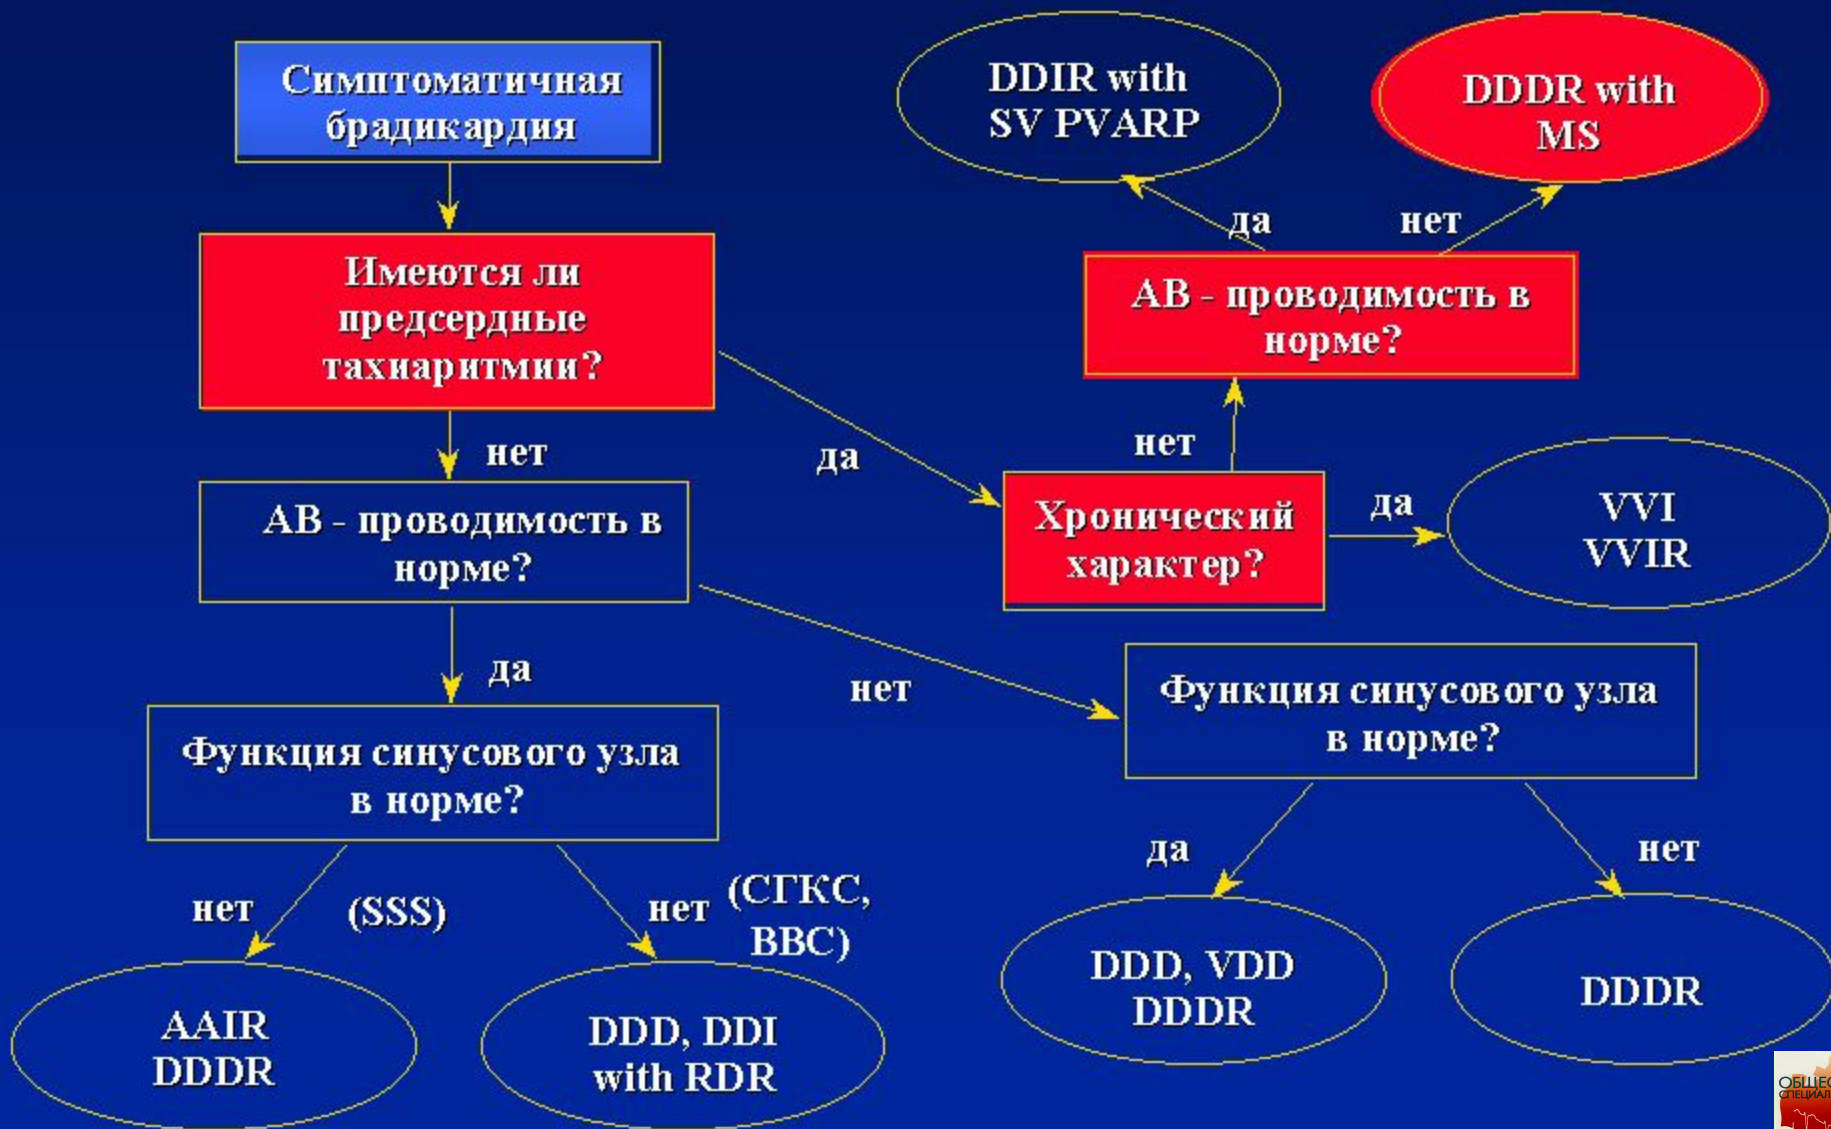 Симптоматичная
брадикардия
DDIR with
SV PVARP
DDDR with
MS
да
нет
Имеются ли
предсердные
тахиаритмии?
АВ - проводимость в
норме?
нет
да
нет
Хронический
характер?
да
VVI
VVIR
АВ - проводимость в
норме?
да
нет
Функция синусового узла
в норме?
Функция синусового узла
в норме?
да
нет
нет
(SSS)
нет
(СГКС,
ВВС)
DDD, VDD
DDDR
DDDR
AAIR
DDDR
DDD, DDI
with RDR